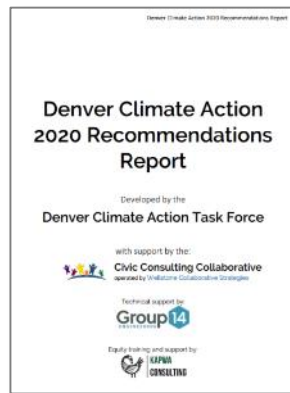 Denver Climate Action 2020 Recommendations Report
Denver Climate Action
2020 Recommendations
Report
Developed by the
Denver Climate Action Task Force
with support by the:
Civic Consulting Collaborative
operated by Wellstone Collaborative Strategies
Technical support by:
Group14
ENGINEERING
Equity training and support by:
KAPWA
CONSULTING